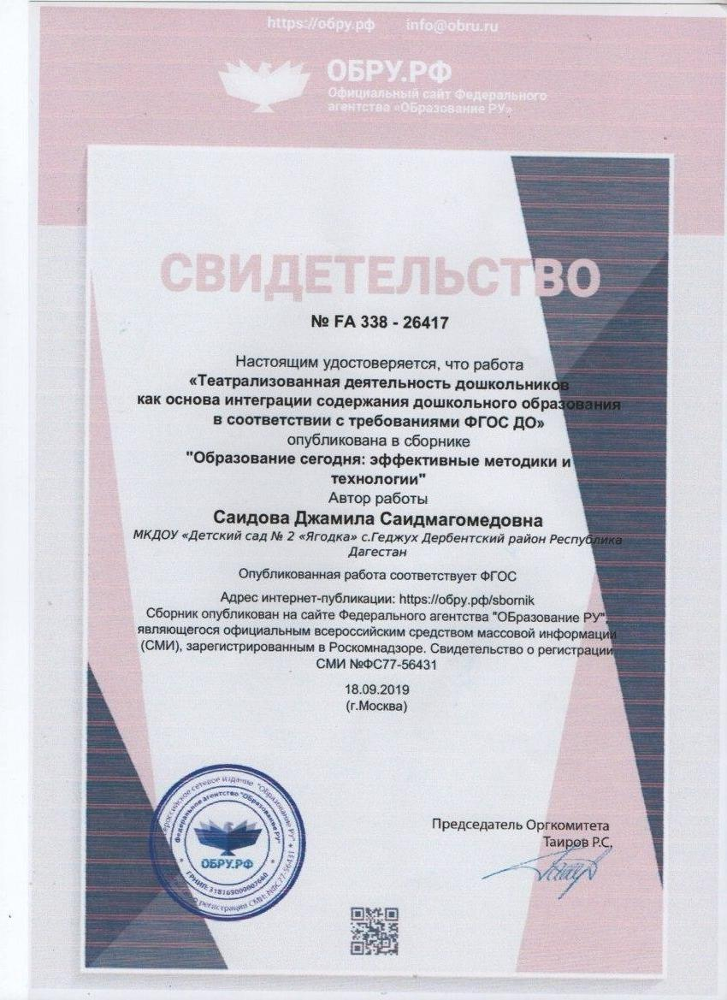 https://обру.рф info@obru.ru
ОБРУ.РФ
Официальный сайт Федерального
агентства «ОБразование РУ»
СВИДЕТЕЛЬСТВО
№ FA 338 - 26417
Настоящим удостоверяется, что работа
«Театрализованная деятельность дошкольников
как основа интеграции содержания дошкольного образования
в соответствии с требованиями ФГОС ДО»
опубликована в сборнике
"Образование сегодня: эффективные методики и
технологии"
Автор работы
Саидова Джамила Саидмагомедовна
МКДОУ «Детский сад № 2 «Ягодка» с.Геджух Дербентский район Республика
Дагестан
Опубликованная работа соответствует ФГОС
Адрес интернет-публикации: https://обру.рф/sbornik
Сборник опубликован на сайте Федерального агентства "ОБразование РУ",
являющегося официальным всероссийским средством массовой информации
(СМИ), зарегистрированным в Роскомнадзоре. Свидетельство о регистрации
СМИ №ФС77-56431
18.09.2019
(г.Москва)
сетевое издание "Образование РУ"
Федеральное агентство "ОБразование РУ"
ОБРУ.РФ
ГРНИП: 318169000007660
регистрации СМИ: №ФС77-56431
Председатель Оргкомитета
Таиров Р.С.